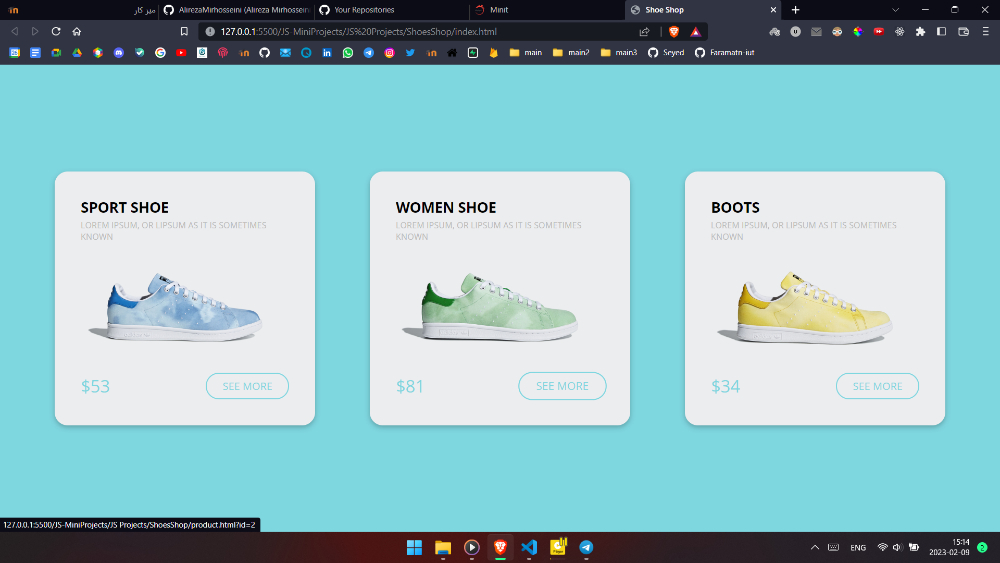 میر کار
AlirezaMirhosseini (Alireza Mirhossein
Your Repositories
Minit
Shoe Shop
127.0.0.1:5500/JS-MiniProjects/JS%20Projects/ShoesShop/index.html
main
main2
main3
Seyed
Faramatn-iut
SPORT SHOE
LOREM IPSUM, OR LIPSUM AS IT IS SOMETIMES
KNOWN
$53
SEE MORE
WOMEN SHOE
LOREM IPSUM, OR LIPSUM AS IT IS SOMETIMES
KNOWN
$81
SEE MORE
BOOTS
LOREM IPSUM, OR LIPSUM AS IT IS SOMETIMES
KNOWN
$34
SEE MORE
127.0.0.1:5500/JS-MiniProjects/JS Projects/ShoesShop/product.html?id=2
ENG
15:14
2023-02-09
2